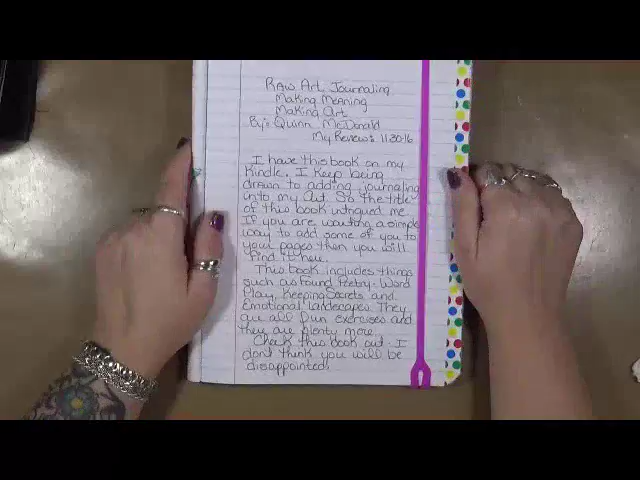 Raw Art Journaling
Making Meaning
Making Art
By: Quinn McDonald
My Review: 11-30-16
I have this book on my
Kindle. I keep being
drawn to adding journaling
into my Art. So the title
of this book intrigued me.
If you are wanting a simple
way to add some of you to
your pages then you will
find it here.
This book includes things
such as found Poetry- Word
Play, Keeping Secrets and
Emotional Landscapes. They
are all fun exercises and
there are plenty more.
Check this book out. I
dont think you will be
disappointed.